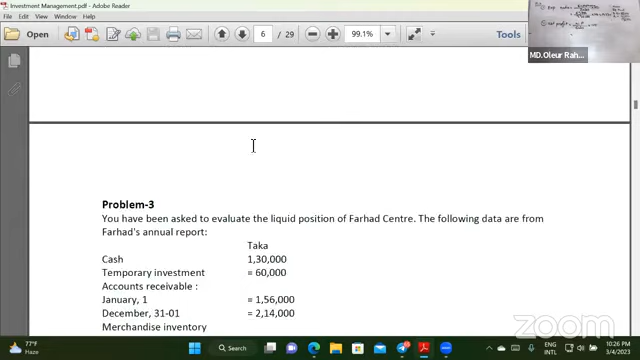 Investment Management.pdf - Adobe Reader
File Edit View Window Help
Open
6 / 29
99.1%
Tools
MD.Oleur Rah...
Problem-3
You have been asked to evaluate the liquid position of Farhad Centre. The following data are from
Farhad's annual report:
Taka
Cash 1,30,000
Temporary investment = 60,000
Accounts receivable :
January, 1 = 1,56,000
December, 31-01 = 2,14,000
Merchandise inventory
zoom
77°F
Haze
Search
ENG
INTL
10:26 PM
3/4/2023